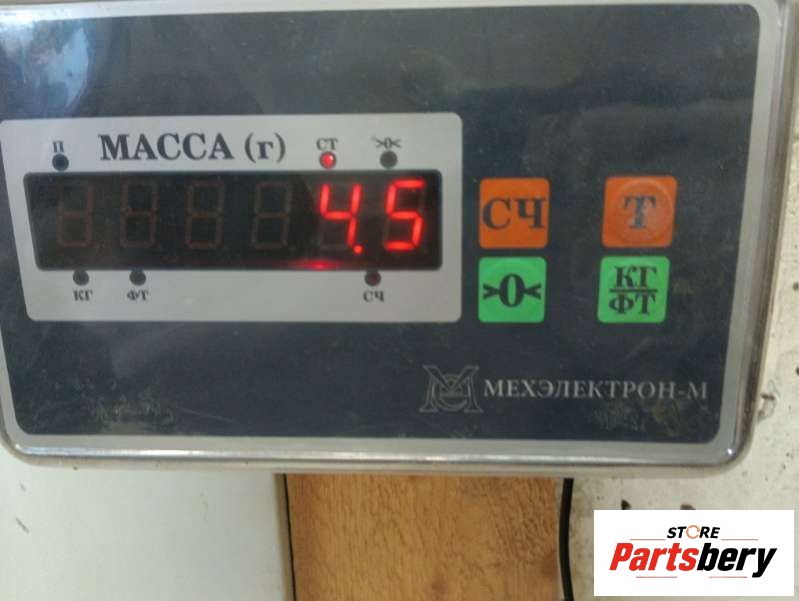 П МАССА (г) СТ >0<
4.5
КГ ФТ СЧ
СЧ Т
>0< КГ
ФТ
МЕХЭЛЕКТРОН-М
STORE
Partsbery